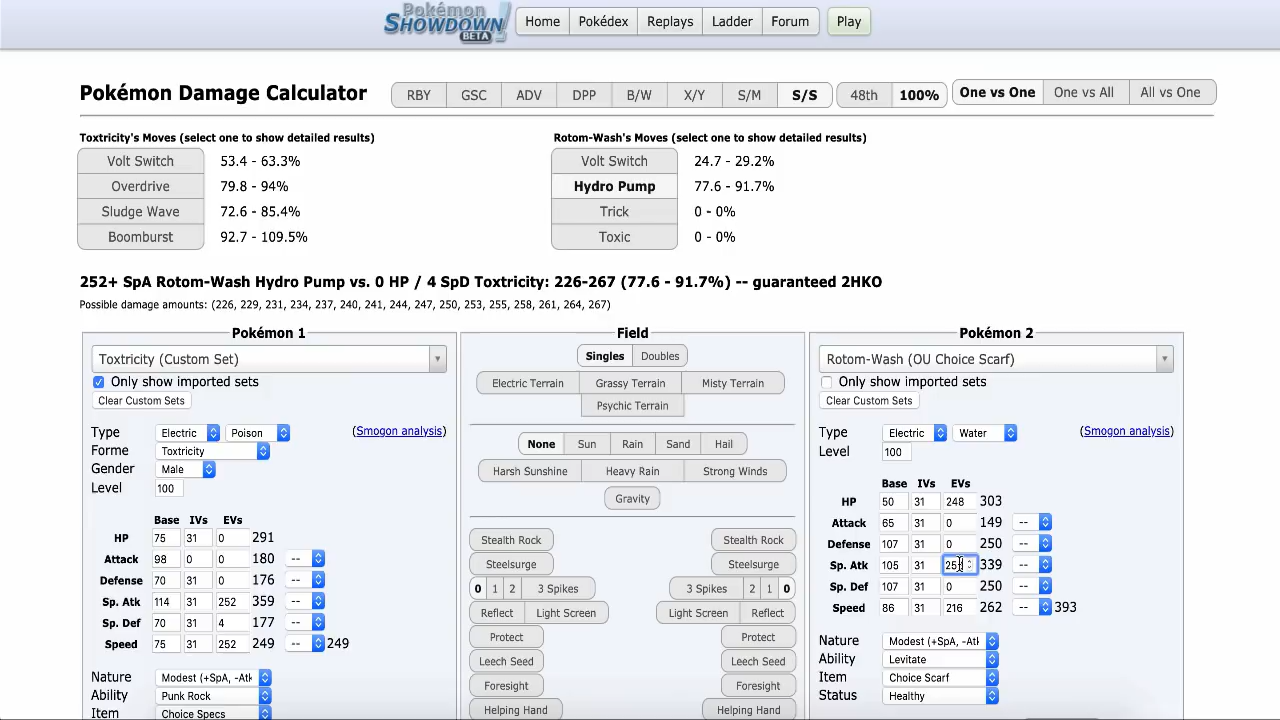 Pokémon SHOWDOWN! BETA Home Pokédex Replays Ladder Forum Play
Pokémon Damage Calculator RBY GSC ADV DPP B/W X/Y S/M S/S 48th 100% One vs One One vs All All vs One
Toxtricity's Moves (select one to show detailed results) Rotom-Wash's Moves (select one to show detailed results)
Volt Switch 53.4 - 63.3% Volt Switch 24.7 - 29.2%
Overdrive 79.8 - 94% Hydro Pump 77.6 - 91.7%
Sludge Wave 72.6 - 85.4% Trick 0 - 0%
Boomburst 92.7 - 109.5% Toxic 0 - 0%
252+ SpA Rotom-Wash Hydro Pump vs. 0 HP / 4 SpD Toxtricity: 226-267 (77.6 - 91.7%) -- guaranteed 2HKO
Possible damage amounts: (226, 229, 231, 234, 237, 240, 241, 244, 247, 250, 253, 255, 258, 261, 264, 267)
Pokémon 1
Toxtricity (Custom Set)
Only show imported sets
Clear Custom Sets
Type Electric Poison (Smogon analysis)
Forme Toxtricity
Gender Male
Level 100
Base IVs EVs
HP 75 31 0 291
Attack 98 0 0 180 --
Defense 70 31 0 176 --
Sp. Atk 114 31 252 359 --
Sp. Def 70 31 4 177 --
Speed 75 31 252 249 -- 249
Nature Modest (+SpA, -Atk
Ability Punk Rock
Item Choice Specs
Field
Singles Doubles
Electric Terrain Grassy Terrain Misty Terrain
Psychic Terrain
None Sun Rain Sand Hail
Harsh Sunshine Heavy Rain Strong Winds
Gravity
Stealth Rock Stealth Rock
Steelsurge Steelsurge
0 1 2 3 Spikes 3 Spikes 2 1 0
Reflect Light Screen Light Screen Reflect
Protect Protect
Leech Seed Leech Seed
Foresight Foresight
Helping Hand Helping Hand
Pokémon 2
Rotom-Wash (OU Choice Scarf)
Only show imported sets
Clear Custom Sets
Type Electric Water (Smogon analysis)
Level 100
Base IVs EVs
HP 50 31 248 303
Attack 65 31 0 149 --
Defense 107 31 0 250 --
Sp. Atk 105 31 339 --
Sp. Def 107 31 0 250 --
Speed 86 31 216 262 -- 393
Nature Modest (+SpA, -Atk
Ability Levitate
Item Choice Scarf
Status Healthy